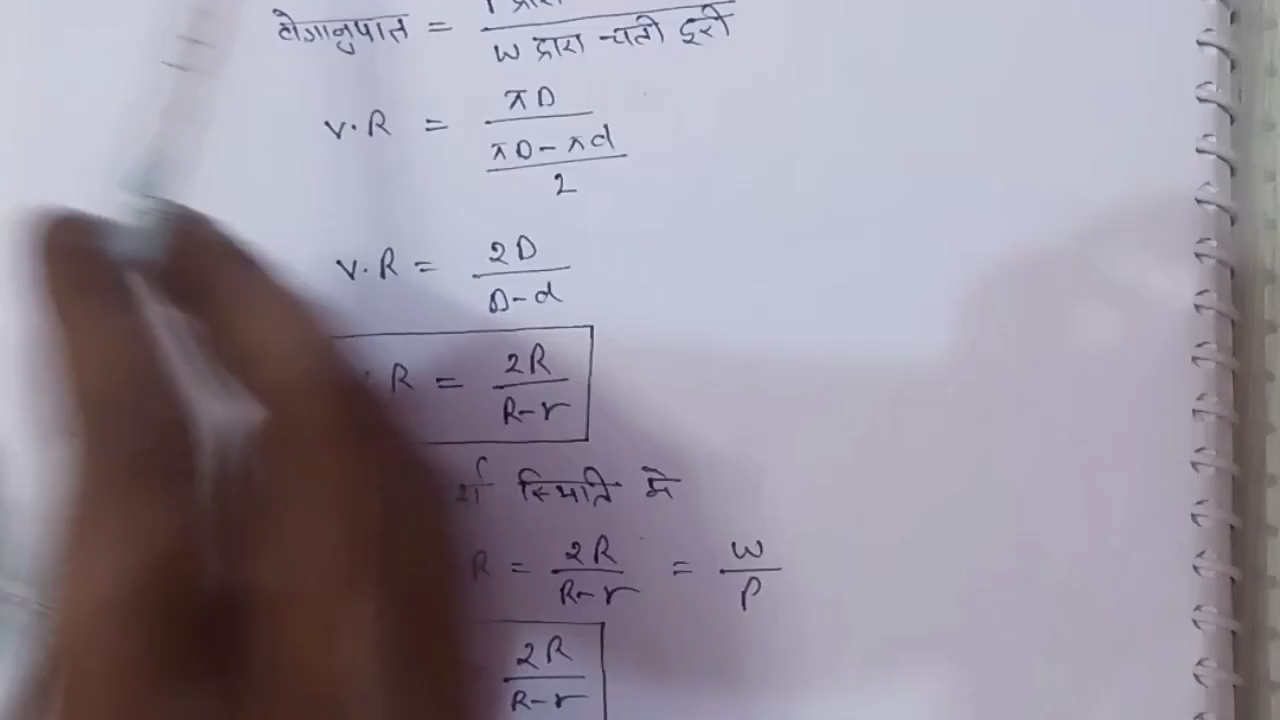 वेगानुपात = / W द्वारा चली दूरी
V.R = πD / (πD - πd / 2)
V.R = 2D / D-d
R = 2R / R-r
र्श स्थिति मे
R = 2R / R-r = W / P
2R / R-r